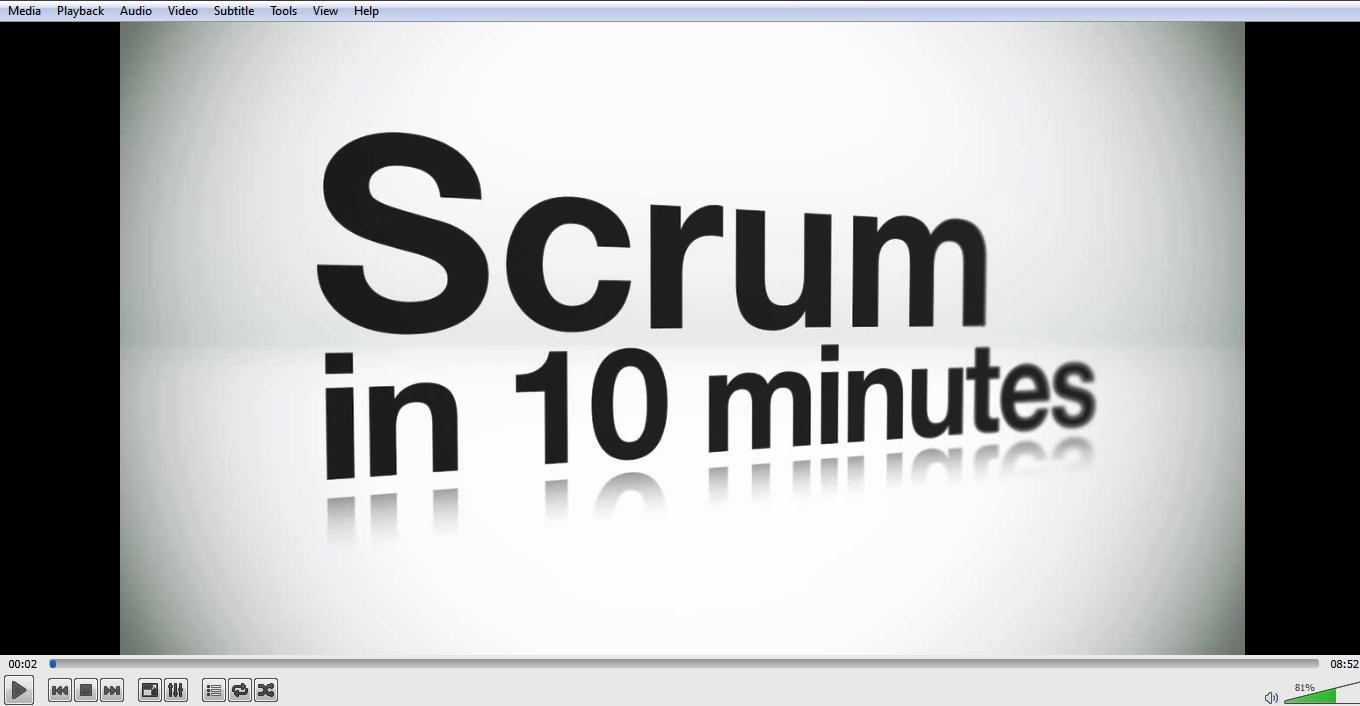 Media Playback Audio Video Subtitle Tools View Help
Scrum
in 10 minutes
00:02 08:52
81%